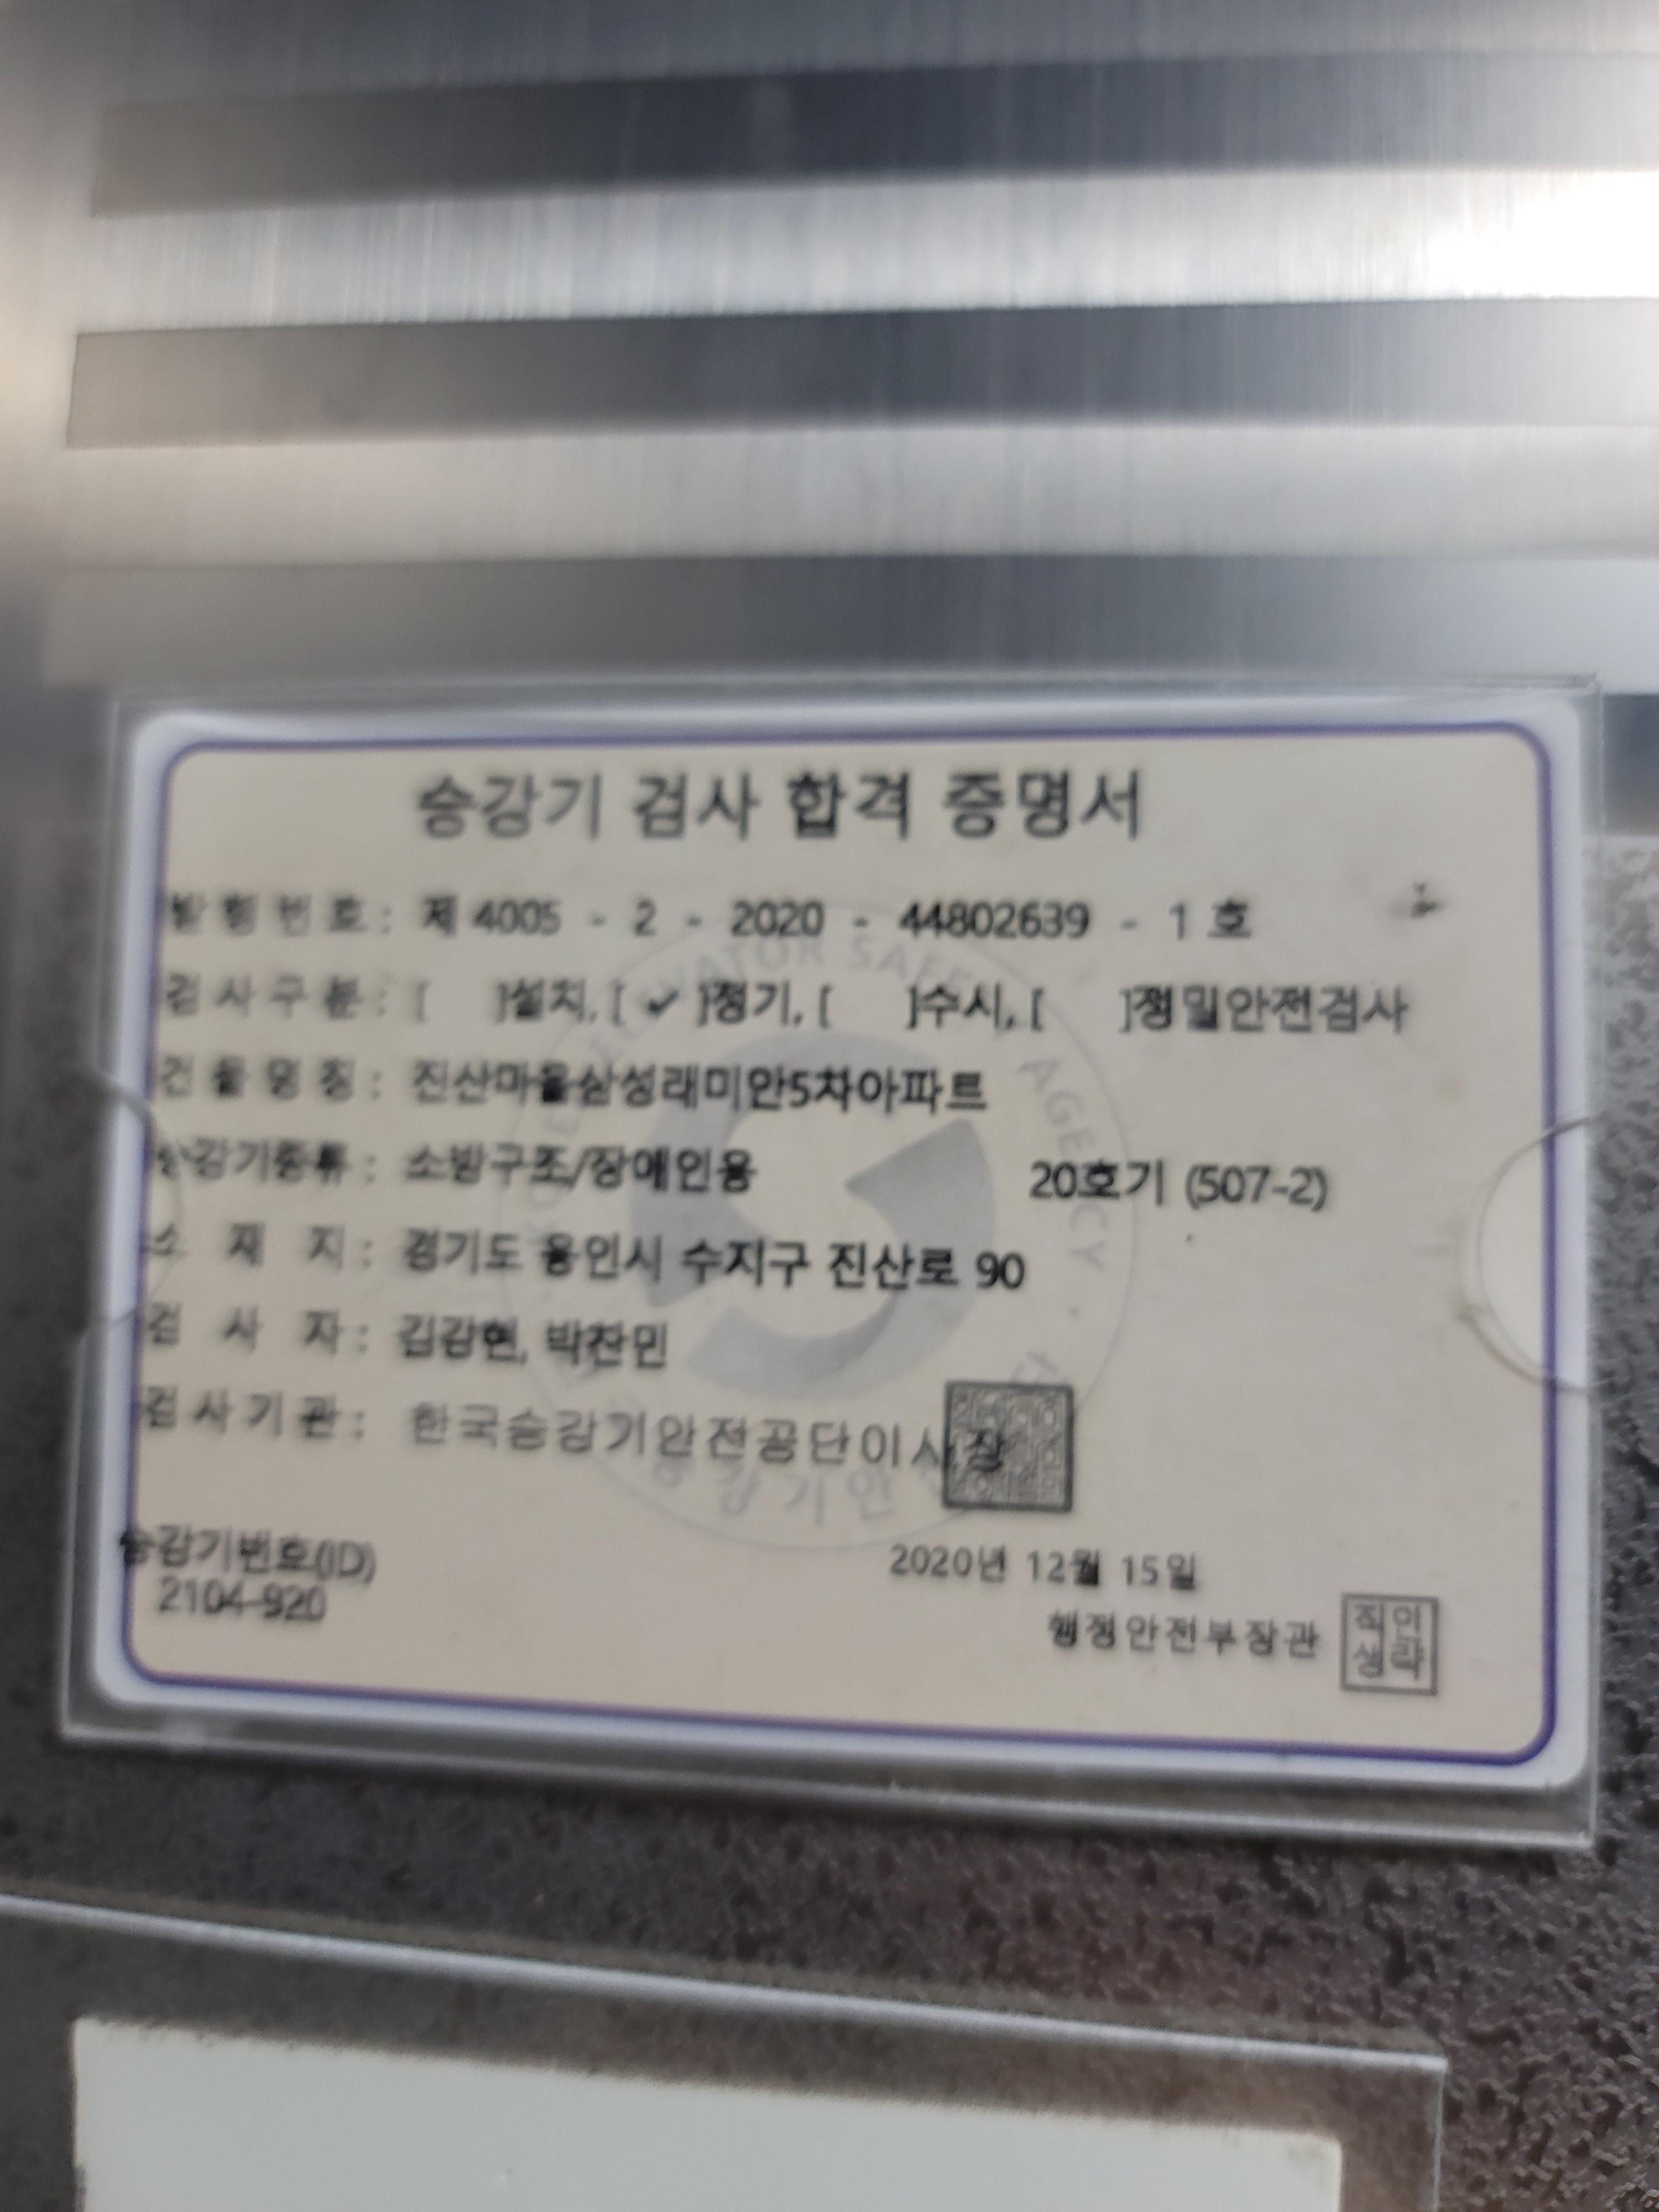 승강기 검사 합격 증명서
발행번호: 제 4005 - 2 - 2020 - 44802639 - 1 호
검사구분: [ ]설치, [ ✔ ]정기, [ ]수시, [ ]정밀안전검사
건물명칭: 진산마을삼성래미안5차아파트
승강기종류: 소방구조/장애인용 20호기 (507-2)
소재지: 경기도 용인시 수지구 진산로 90
검사자: 김감현, 박찬민
검사기관: 한국승강기안전공단이사장
승강기번호(ID)
2104-920
2020년 12월 15일
행정안전부장관
직인
생략